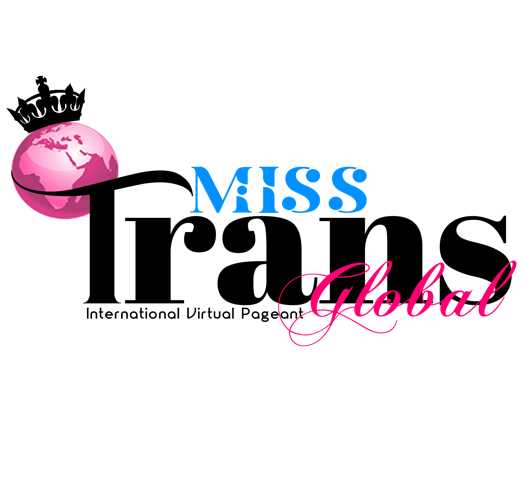 MISS
Trans
Global
International Virtual Pageant